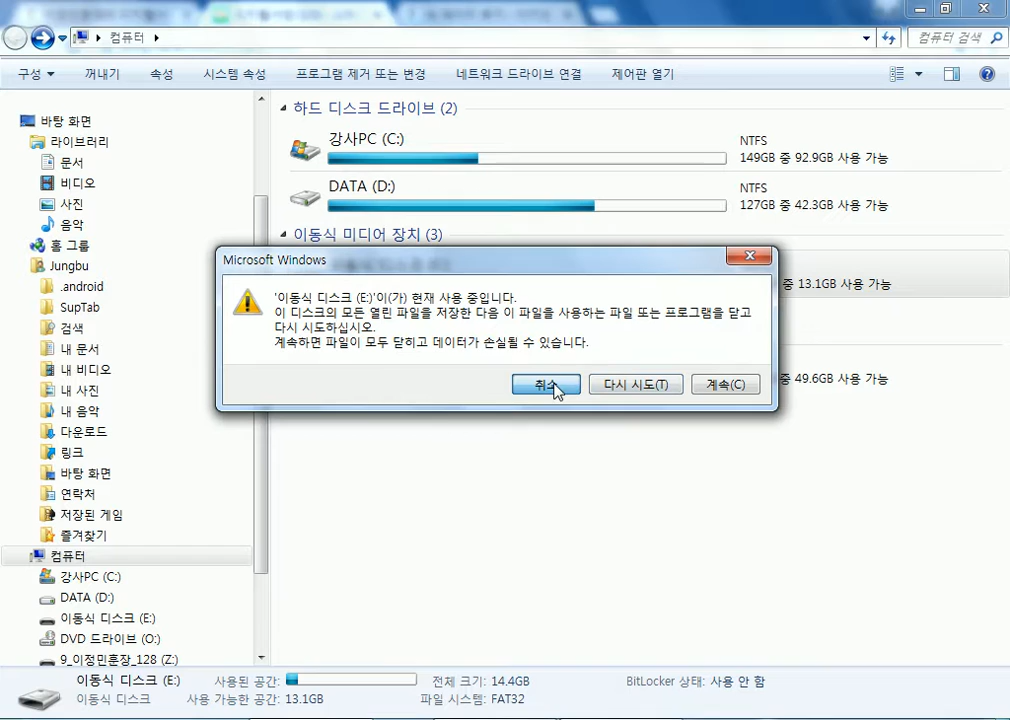 컴퓨터
컴퓨터 검색
구성 꺼내기 속성 시스템 속성 프로그램 제거 또는 변경 네트워크 드라이브 연결 제어판 열기
바탕 화면
라이브러리
문서
비디오
사진
음악
홈 그룹
Jungbu
.android
SupTab
검색
내 문서
내 비디오
내 사진
내 음악
다운로드
링크
바탕 화면
연락처
저장된 게임
즐겨찾기
컴퓨터
강사PC (C:)
DATA (D:)
이동식 디스크 (E:)
DVD 드라이브 (O:)
9_이정민훈장_128 (Z:)
하드 디스크 드라이브 (2)
강사PC (C:)
NTFS
149GB 중 92.9GB 사용 가능
DATA (D:)
NTFS
127GB 중 42.3GB 사용 가능
이동식 미디어 장치 (3)
중 13.1GB 사용 가능
중 49.6GB 사용 가능
Microsoft Windows
'이동식 디스크 (E:)'이(가) 현재 사용 중입니다.
이 디스크의 모든 열린 파일을 저장한 다음 이 파일을 사용하는 파일 또는 프로그램을 닫고
다시 시도하십시오.
계속하면 파일이 모두 닫히고 데이터가 손실될 수 있습니다.
취소 다시 시도(T) 계속(C)
이동식 디스크 (E:) 사용된 공간: 전체 크기: 14.4GB BitLocker 상태: 사용 안 함
이동식 디스크 사용 가능한 공간: 13.1GB 파일 시스템: FAT32